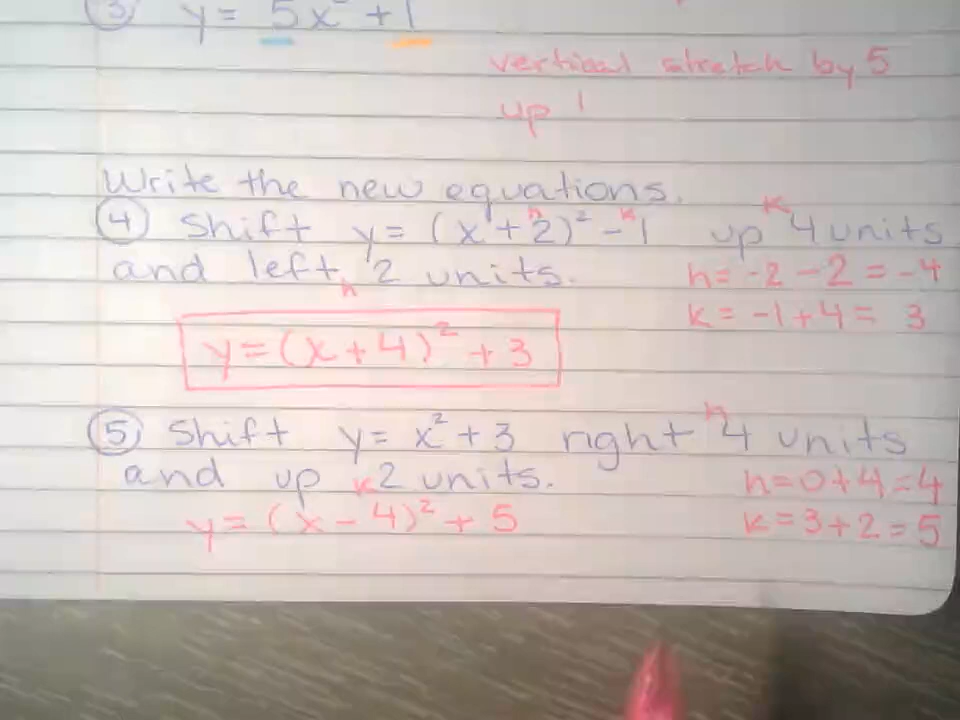 ③ y = 5x² + 1
vertical stretch by 5
up 1
Write the new equations.
④ Shift y = (x + 2)² - 1 up 4 units
and left 2 units.
h = -2 - 2 = -4
k = -1 + 4 = 3
y = (x + 4)² + 3
⑤ Shift y = x² + 3 right 4 units
and up 2 units.
h = 0 + 4 = 4
y = (x - 4)² + 5
k = 3 + 2 = 5